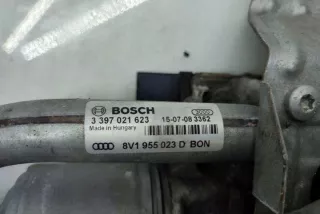 BOSCH
3 397 021 623 15-07-08 3362
Made in Hungary
8V1 955 023 D BON